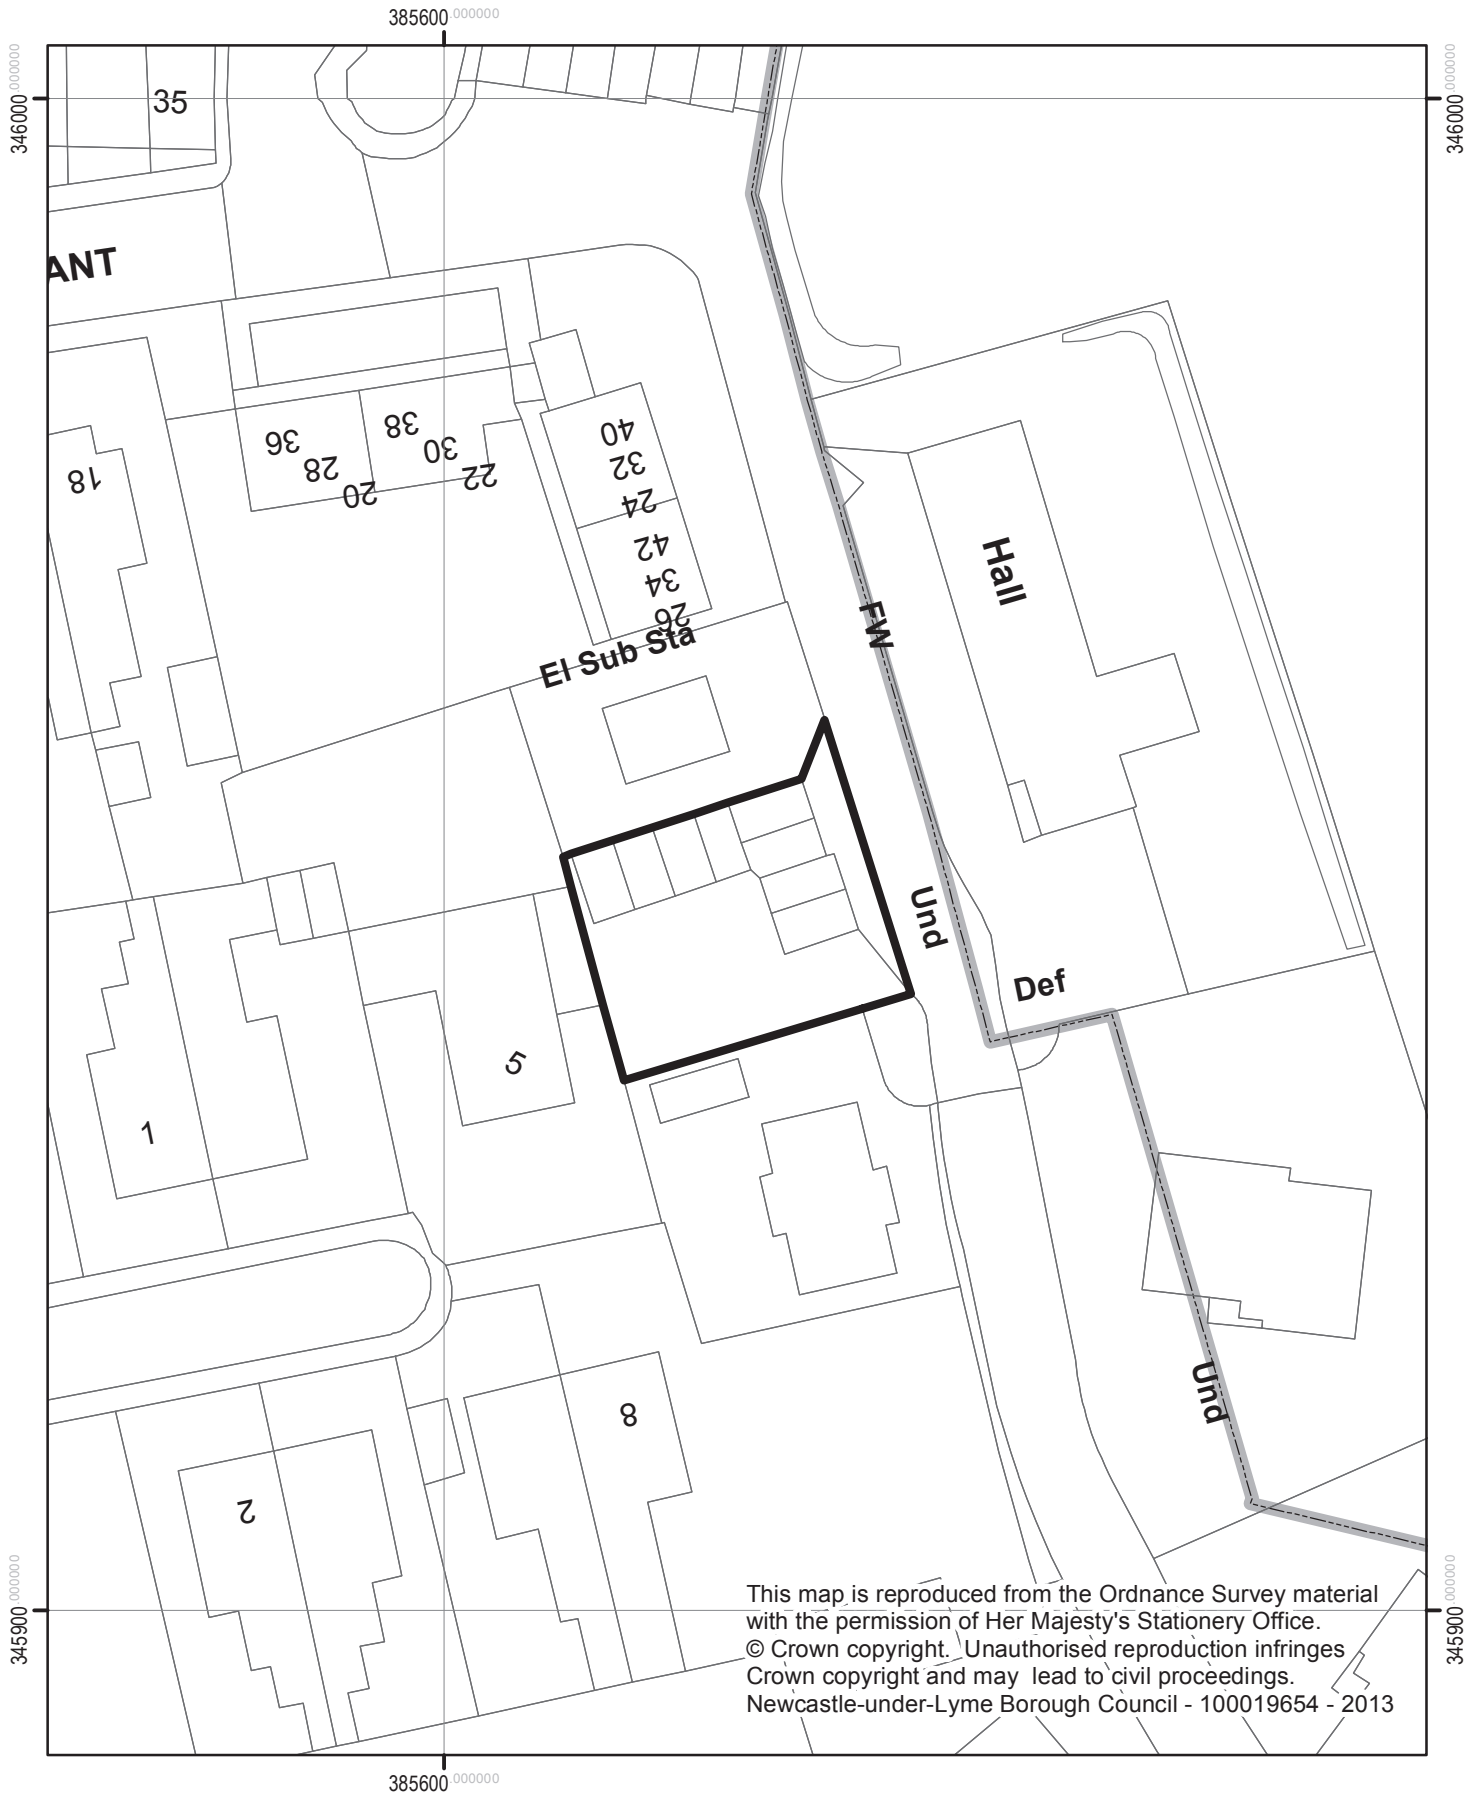 385600.000000
346000.000000
346000.000000
35
ANT
36
38
28
30
20
22
40
32
24
42
34
26
18
El Sub Sta
FW
Hall
Und
Def
5
1
Und
8
2
345900.000000
345900.000000
This map is reproduced from the Ordnance Survey material
with the permission of Her Majesty's Stationery Office.
© Crown copyright. Unauthorised reproduction infringes
Crown copyright and may lead to civil proceedings.
Newcastle-under-Lyme Borough Council - 100019654 - 2013
385600.000000